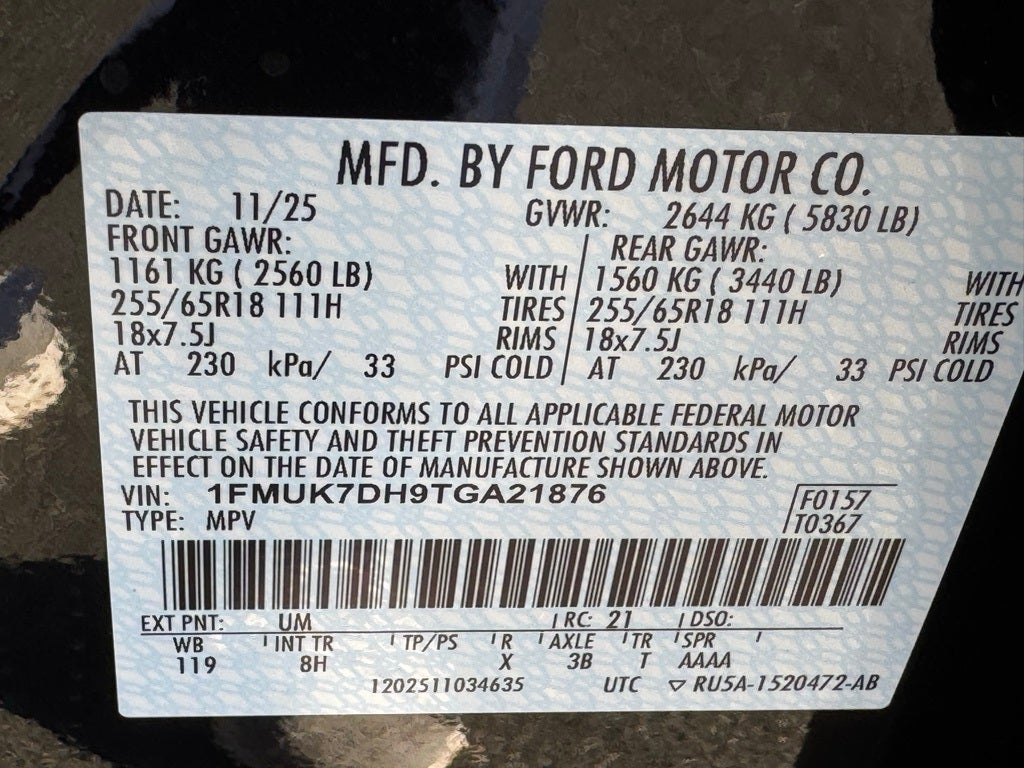 MFD. BY FORD MOTOR CO.
DATE: 11/25 GVWR: 2644 KG ( 5830 LB)
FRONT GAWR: REAR GAWR:
1161 KG ( 2560 LB) WITH 1560 KG ( 3440 LB) WITH
255/65R18 111H TIRES 255/65R18 111H TIRES
18x7.5J RIMS 18x7.5J RIMS
AT 230 kPa/ 33 PSI COLD AT 230 kPa/ 33 PSI COLD
THIS VEHICLE CONFORMS TO ALL APPLICABLE FEDERAL MOTOR
VEHICLE SAFETY AND THEFT PREVENTION STANDARDS IN
EFFECT ON THE DATE OF MANUFACTURE SHOWN ABOVE.
VIN: 1FMUK7DH9TGA21876 F0157
TYPE: MPV T0367
EXT PNT: UM RC: 21 DSO:
WB INT TR TP/PS R AXLE TR SPR
119 8H X 3B T AAAA
1202511034635 UTC ▽ RU5A-1520472-AB